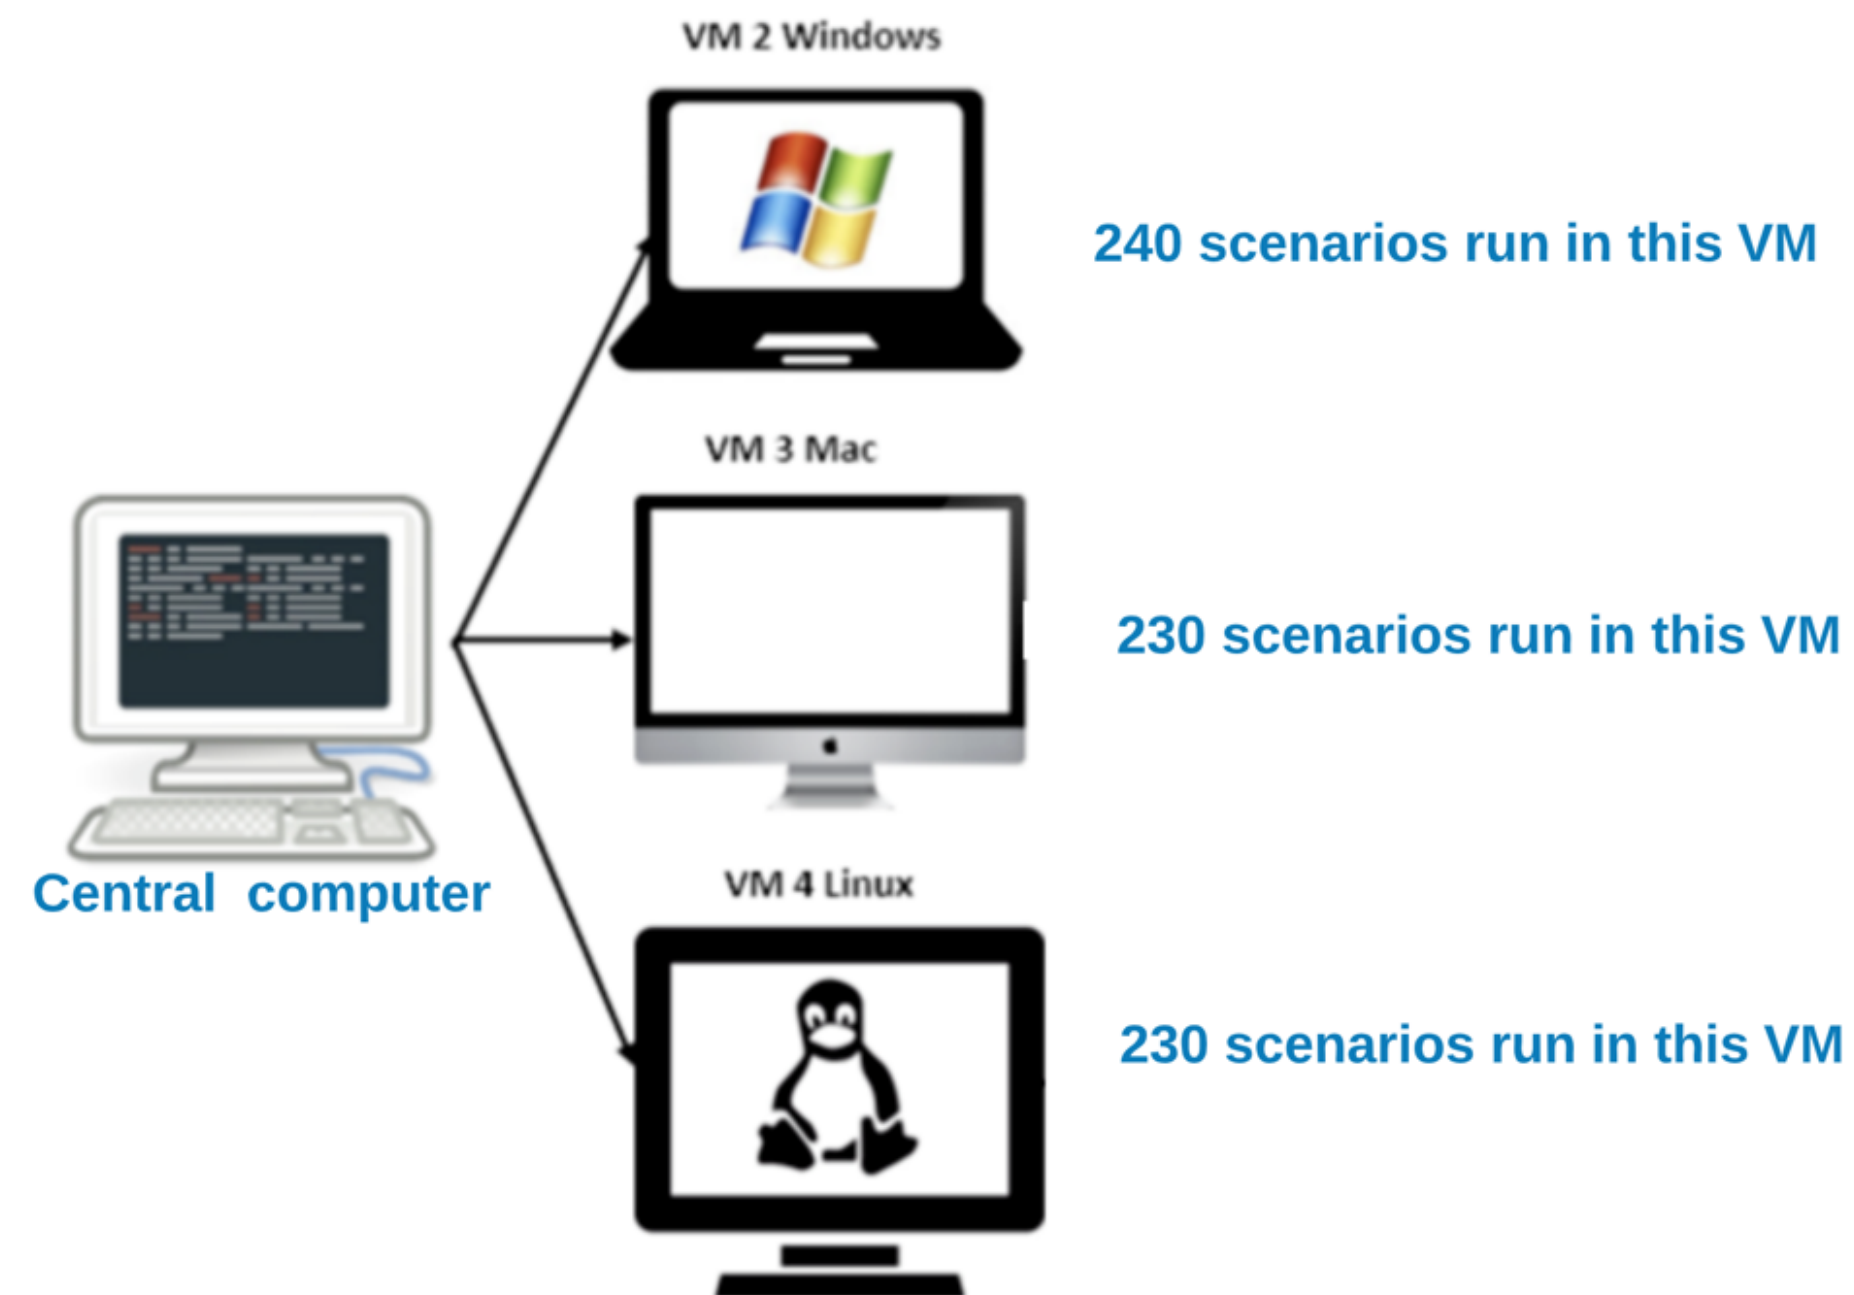 VM 2 Windows
240 scenarios run in this VM
VM 3 Mac
230 scenarios run in this VM
Central computer
VM 4 Linux
230 scenarios run in this VM